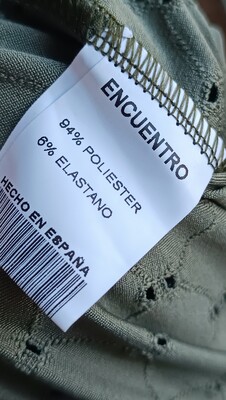 ENCUENTRO
94% POLIESTER
6% ELASTANO
HECHO EN ESPAÑA